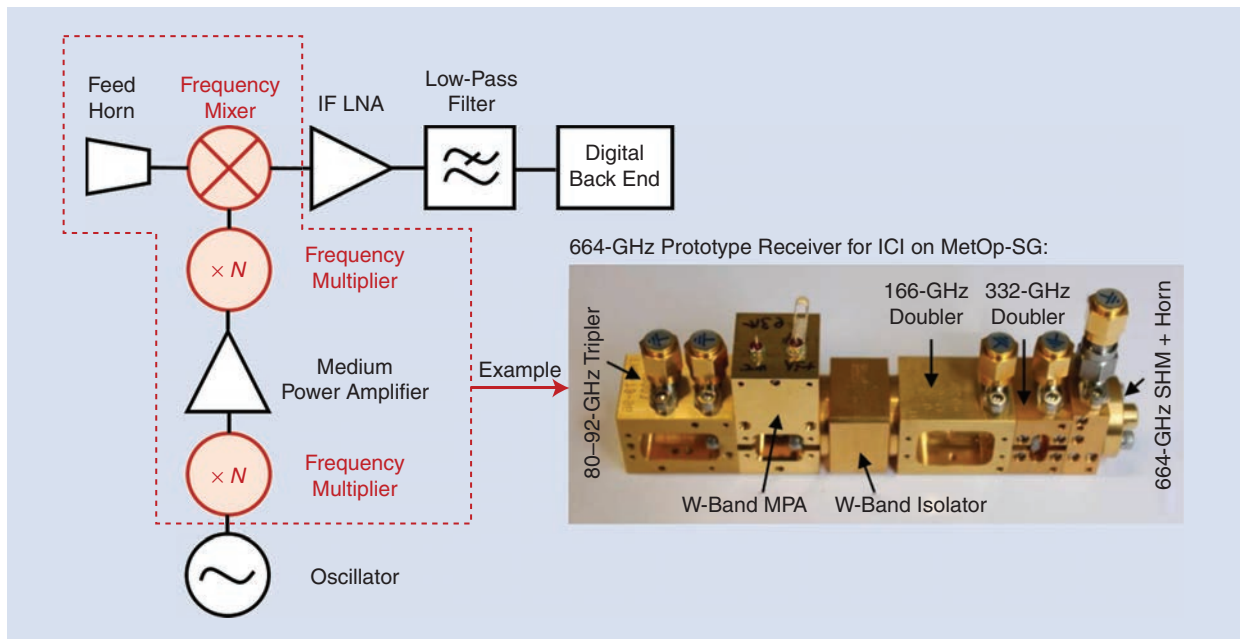 Feed
Horn
Frequency
Mixer
IF LNA
Low-Pass
Filter
Digital
Back End
× N
Frequency
Multiplier
Medium
Power Amplifier
× N
Frequency
Multiplier
Oscillator
Example
664-GHz Prototype Receiver for ICI on MetOp-SG:
80–92-GHz Tripler
166-GHz
Doubler
332-GHz
Doubler
664-GHz SHM + Horn
W-Band MPA
W-Band Isolator